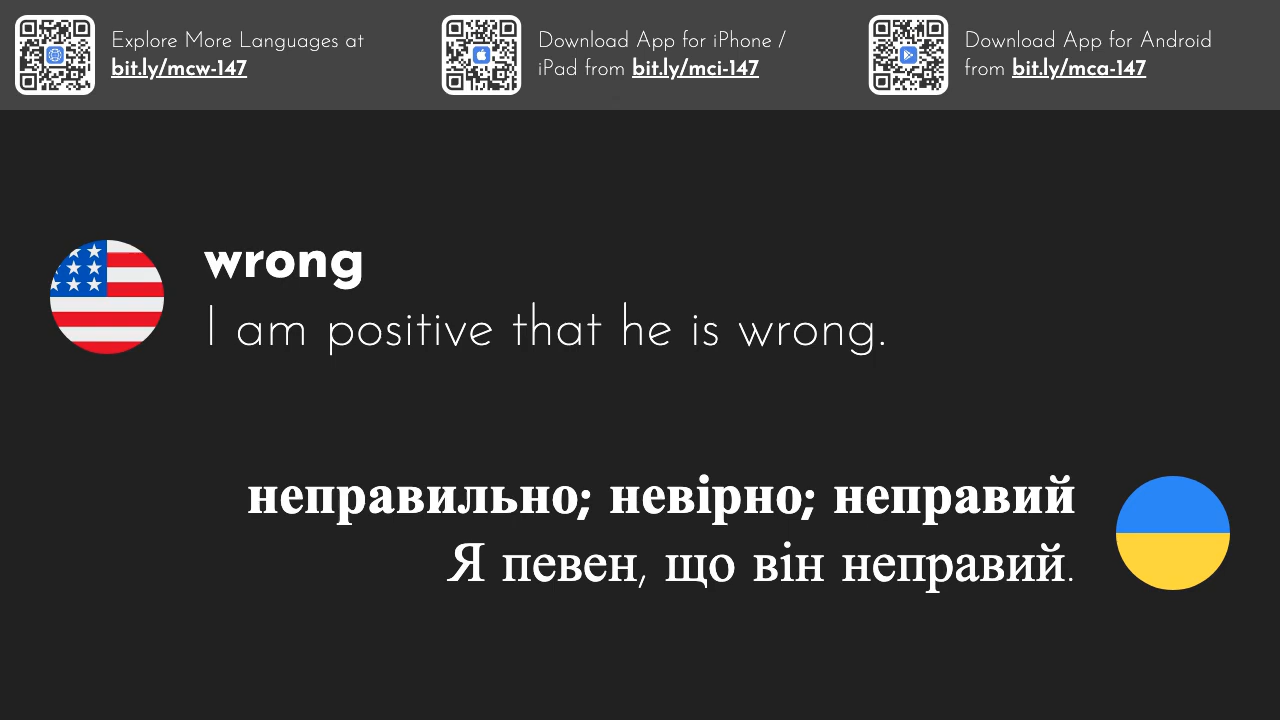 Explore More Languages at
bit.ly/mcw-147
Download App for iPhone /
iPad from bit.ly/mci-147
Download App for Android
from bit.ly/mca-147
wrong
I am positive that he is wrong.
неправильно; невірно; неправий
Я певен, що він неправий.